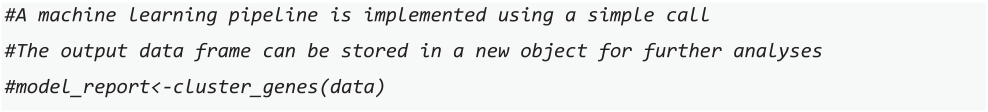 #A machine learning pipeline is implemented using a simple call
#The output data frame can be stored in a new object for further analyses
#model_report<-cluster_genes(data)